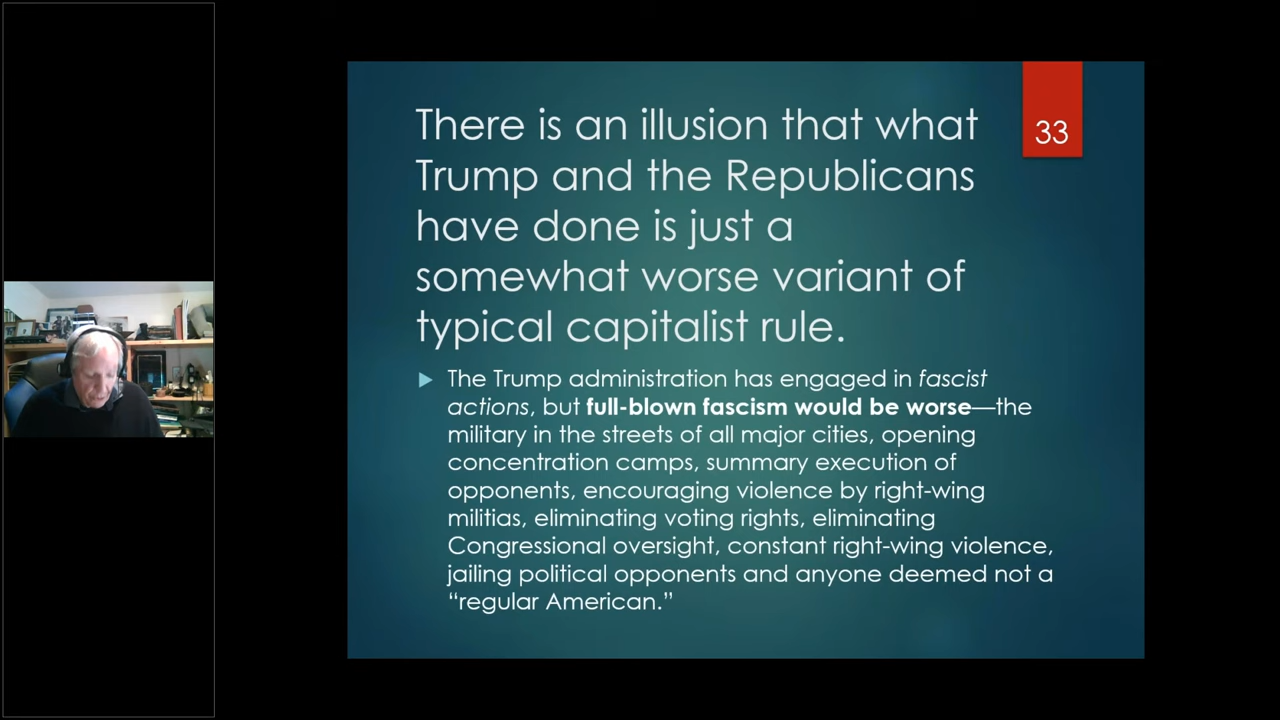 There is an illusion that what
Trump and the Republicans
have done is just a
somewhat worse variant of
typical capitalist rule.
33
The Trump administration has engaged in fascist
actions, but full-blown fascism would be worse—the
military in the streets of all major cities, opening
concentration camps, summary execution of
opponents, encouraging violence by right-wing
militias, eliminating voting rights, eliminating
Congressional oversight, constant right-wing violence,
jailing political opponents and anyone deemed not a
“regular American.”